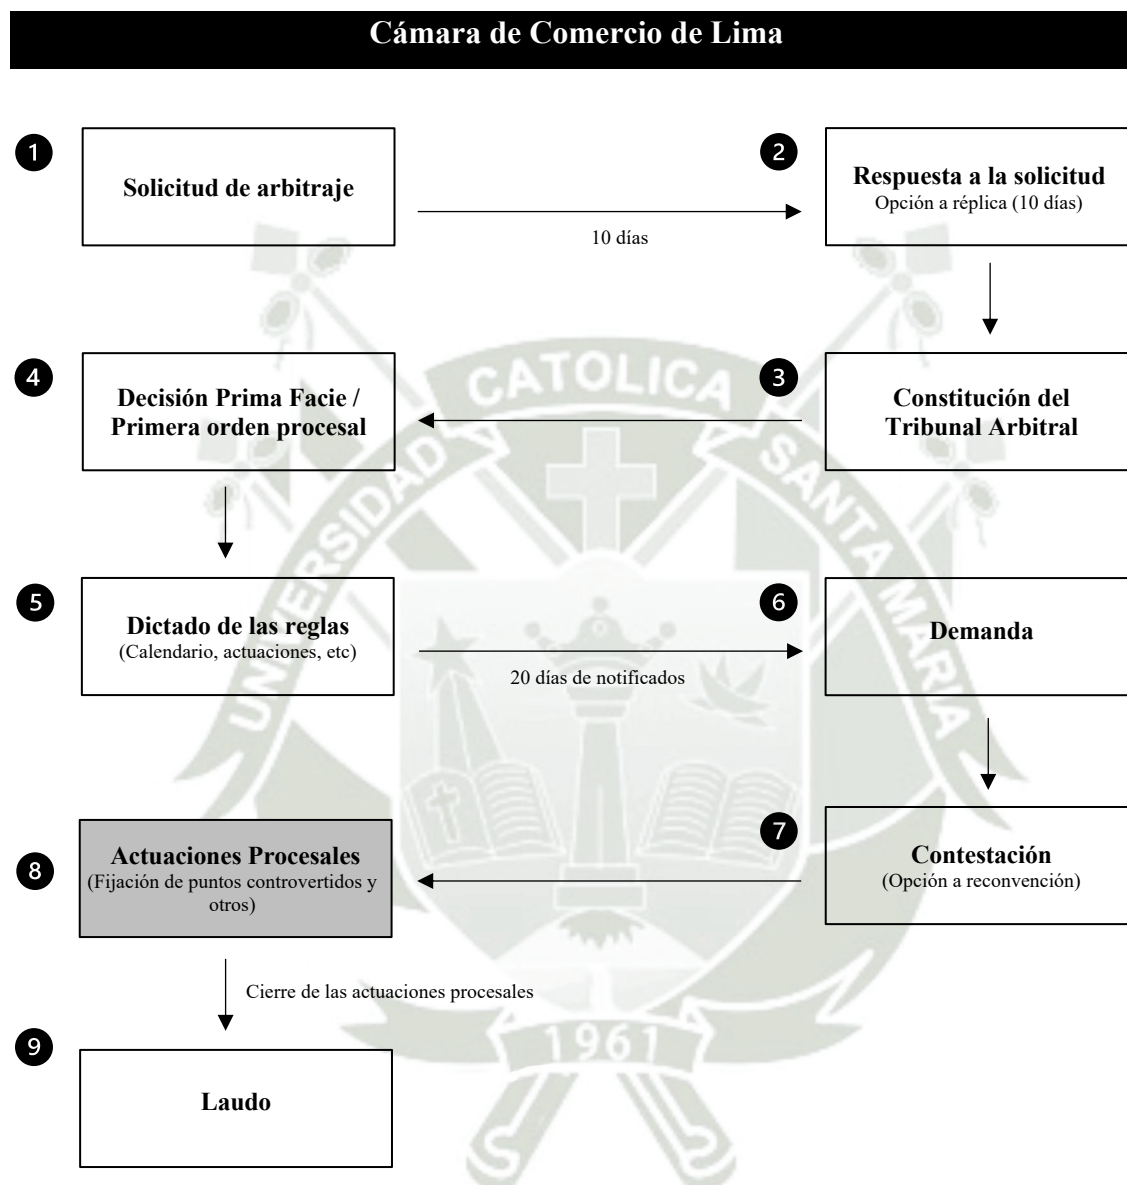 Cámara de Comercio de Lima
1
Solicitud de arbitraje
10 días
2
Respuesta a la solicitud
Opción a réplica (10 días)
4
Decisión Prima Facie /
Primera orden procesal
3
Constitución del
Tribunal Arbitral
5
Dictado de las reglas
(Calendario, actuaciones, etc)
20 días de notificados
6
Demanda
8
Actuaciones Procesales
(Fijación de puntos controvertidos y
otros)
7
Contestación
(Opción a reconvención)
Cierre de las actuaciones procesales
9
Laudo
UNIVERSIDAD CATOLICA SANTA MARIA
1961